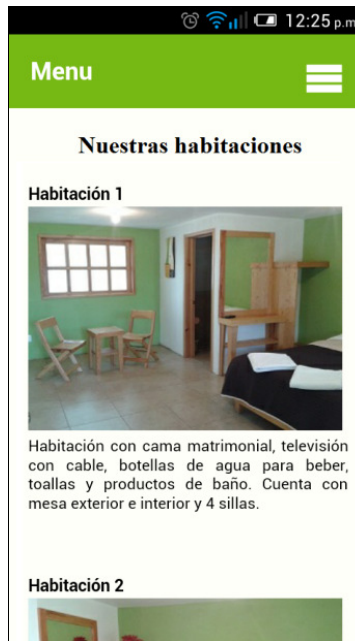 12:25 p.m
Menu
Nuestras habitaciones
Habitación 1
Habitación con cama matrimonial, televisión
con cable, botellas de agua para beber,
toallas y productos de baño. Cuenta con
mesa exterior e interior y 4 sillas.
Habitación 2